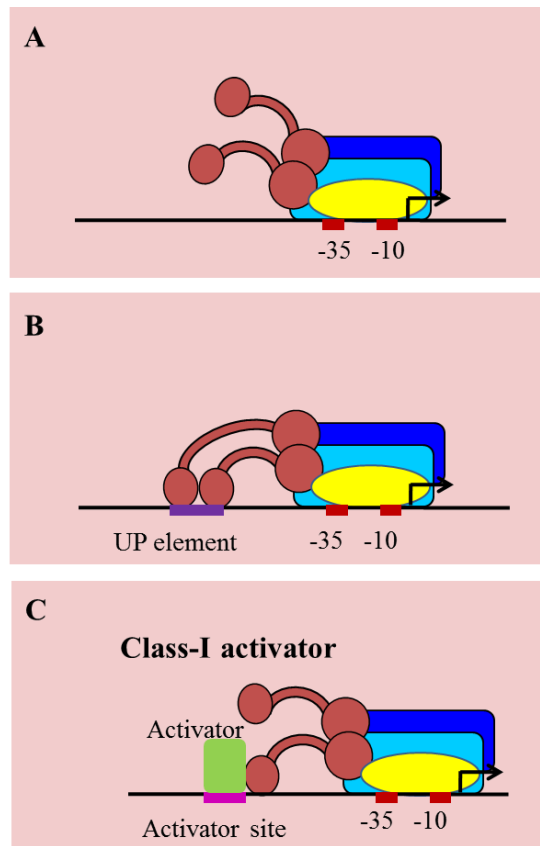 A
-35 -10
B
UP element -35 -10
C
Class-I activator
Activator
Activator site -35 -10